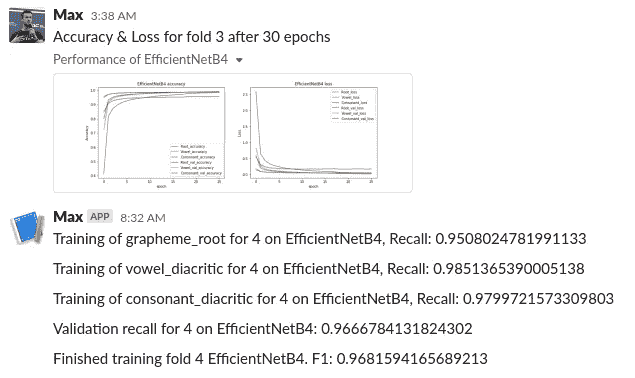 Max 3:38 AM
Accuracy & Loss for fold 3 after 30 epochs
Performance of EfficientNetB4
EfficientNetB4 accuracy
EfficientNetB4 loss
Accuracy
Root_accuracy
Vowel_accuracy
Consonant_accuracy
Root_val_accuracy
Vowel_val_accuracy
Consonant_val_accuracy
epoch
Loss
Root_loss
Vowel_loss
Consonant_loss
Root_val_loss
Vowel_val_loss
Consonant_val_loss
epoch
Max APP 8:32 AM
Training of grapheme_root for 4 on EfficientNetB4, Recall: 0.9508024781991133
Training of vowel_diacritic for 4 on EfficientNetB4, Recall: 0.9851365390005138
Training of consonant_diacritic for 4 on EfficientNetB4, Recall: 0.9799721573309803
Validation recall for 4 on EfficientNetB4: 0.9666784131824302
Finished training fold 4 EfficientNetB4. F1: 0.9681594165689213